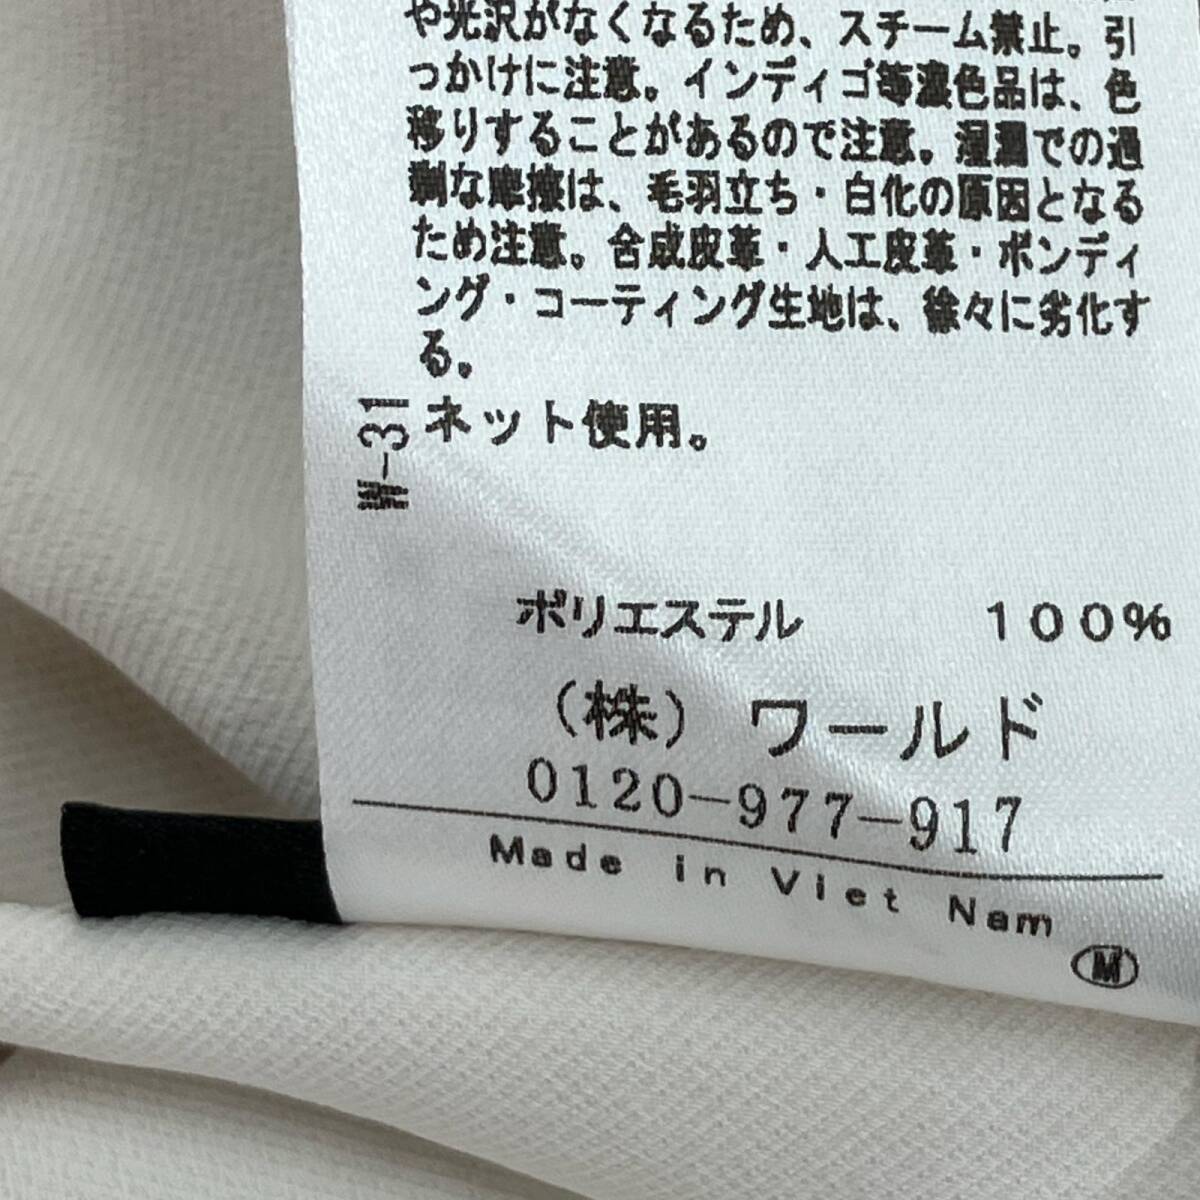 や光沢がなくなるため、スチーム禁止。引
っかけに注意。インディゴ等濃色品は、色
移りすることがあるので注意。湿潤での過
剰な摩擦は、毛羽立ち・白化の原因となる
ため注意。合成皮革・人工皮革・ボンディ
ング・コーティング生地は、徐々に劣化す
る。
ネット使用。
W-31
ポリエステル 100%
(株) ワールド
0120-977-917
Made in Viet Nam
M